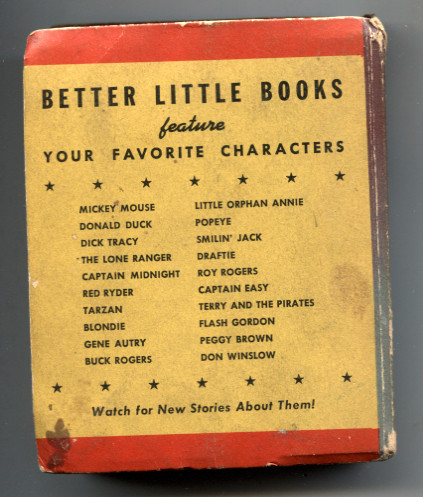 BETTER LITTLE BOOKS
feature
YOUR FAVORITE CHARACTERS
MICKEY MOUSE
DONALD DUCK
DICK TRACY
THE LONE RANGER
CAPTAIN MIDNIGHT
RED RYDER
TARZAN
BLONDIE
GENE AUTRY
BUCK ROGERS
LITTLE ORPHAN ANNIE
POPEYE
SMILIN' JACK
DRAFTIE
ROY ROGERS
CAPTAIN EASY
TERRY AND THE PIRATES
FLASH GORDON
PEGGY BROWN
DON WINSLOW
Watch for New Stories About Them!